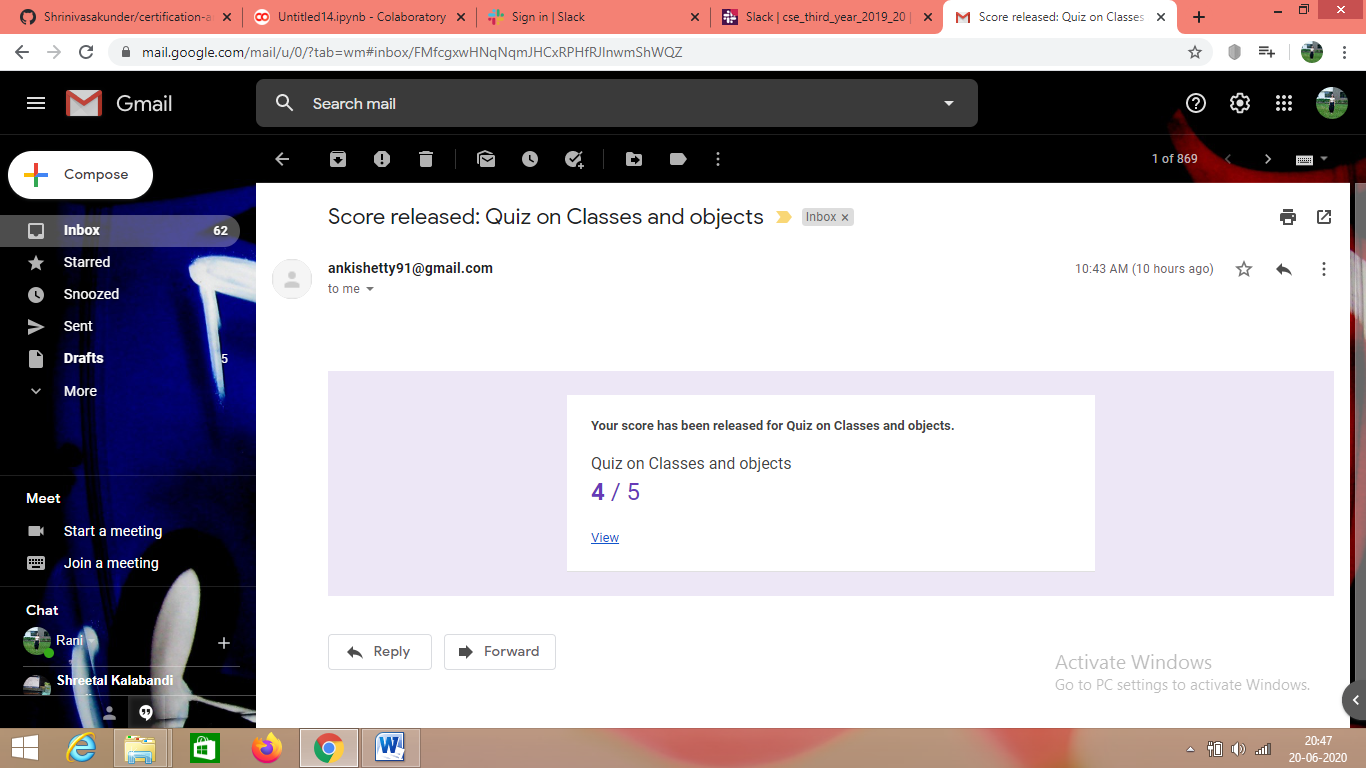 Shrinivasakunder/certification-a
Untitled14.ipynb - Colaboratory
Sign in | Slack
Slack | cse_third_year_2019_20 |
Score released: Quiz on Classes
mail.google.com/mail/u/0/?tab=wm#inbox/FMfcgxwHNqNqmJHCxRPHfRJlnwmShWQZ
Gmail
Search mail
Compose
1 of 869
Inbox 62
Starred
Snoozed
Sent
Drafts 5
More
Meet
Start a meeting
Join a meeting
Chat
Rani
Shreetal Kalabandi
Score released: Quiz on Classes and objects
Inbox x
ankishetty91@gmail.com
10:43 AM (10 hours ago)
to me
Your score has been released for Quiz on Classes and objects.
Quiz on Classes and objects
4 / 5
View
Reply
Forward
Activate Windows
Go to PC settings to activate Windows.
20:47
20-06-2020